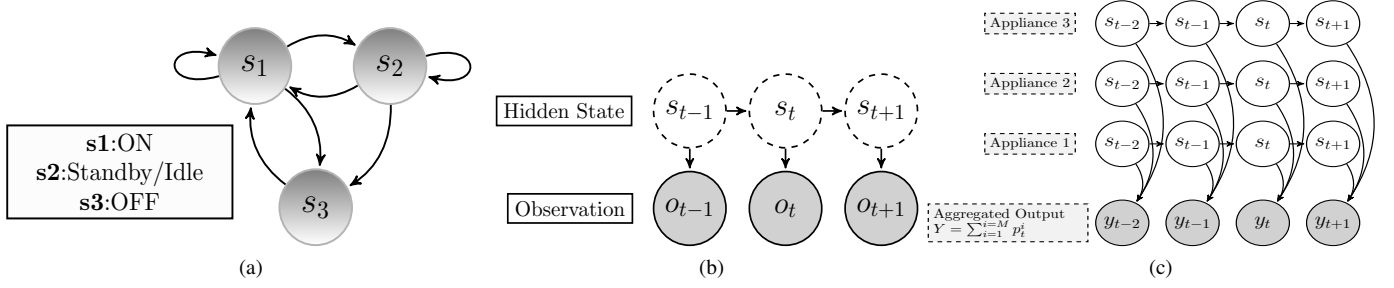 s₁ s₂
s₃
s1:ON
s2:Standby/Idle
s3:OFF
(a)
Hidden State sₜ₋₁ sₜ sₜ₊₁
Observation oₜ₋₁ oₜ oₜ₊₁
(b)
Appliance 3 sₜ₋₂ sₜ₋₁ sₜ sₜ₊₁
Appliance 2 sₜ₋₂ sₜ₋₁ sₜ sₜ₊₁
Appliance 1 sₜ₋₂ sₜ₋₁ sₜ sₜ₊₁
Aggregated Output
Y = ∑_{i=1}^{i=M} p_t^i
yₜ₋₂ yₜ₋₁ yₜ yₜ₊₁
(c)